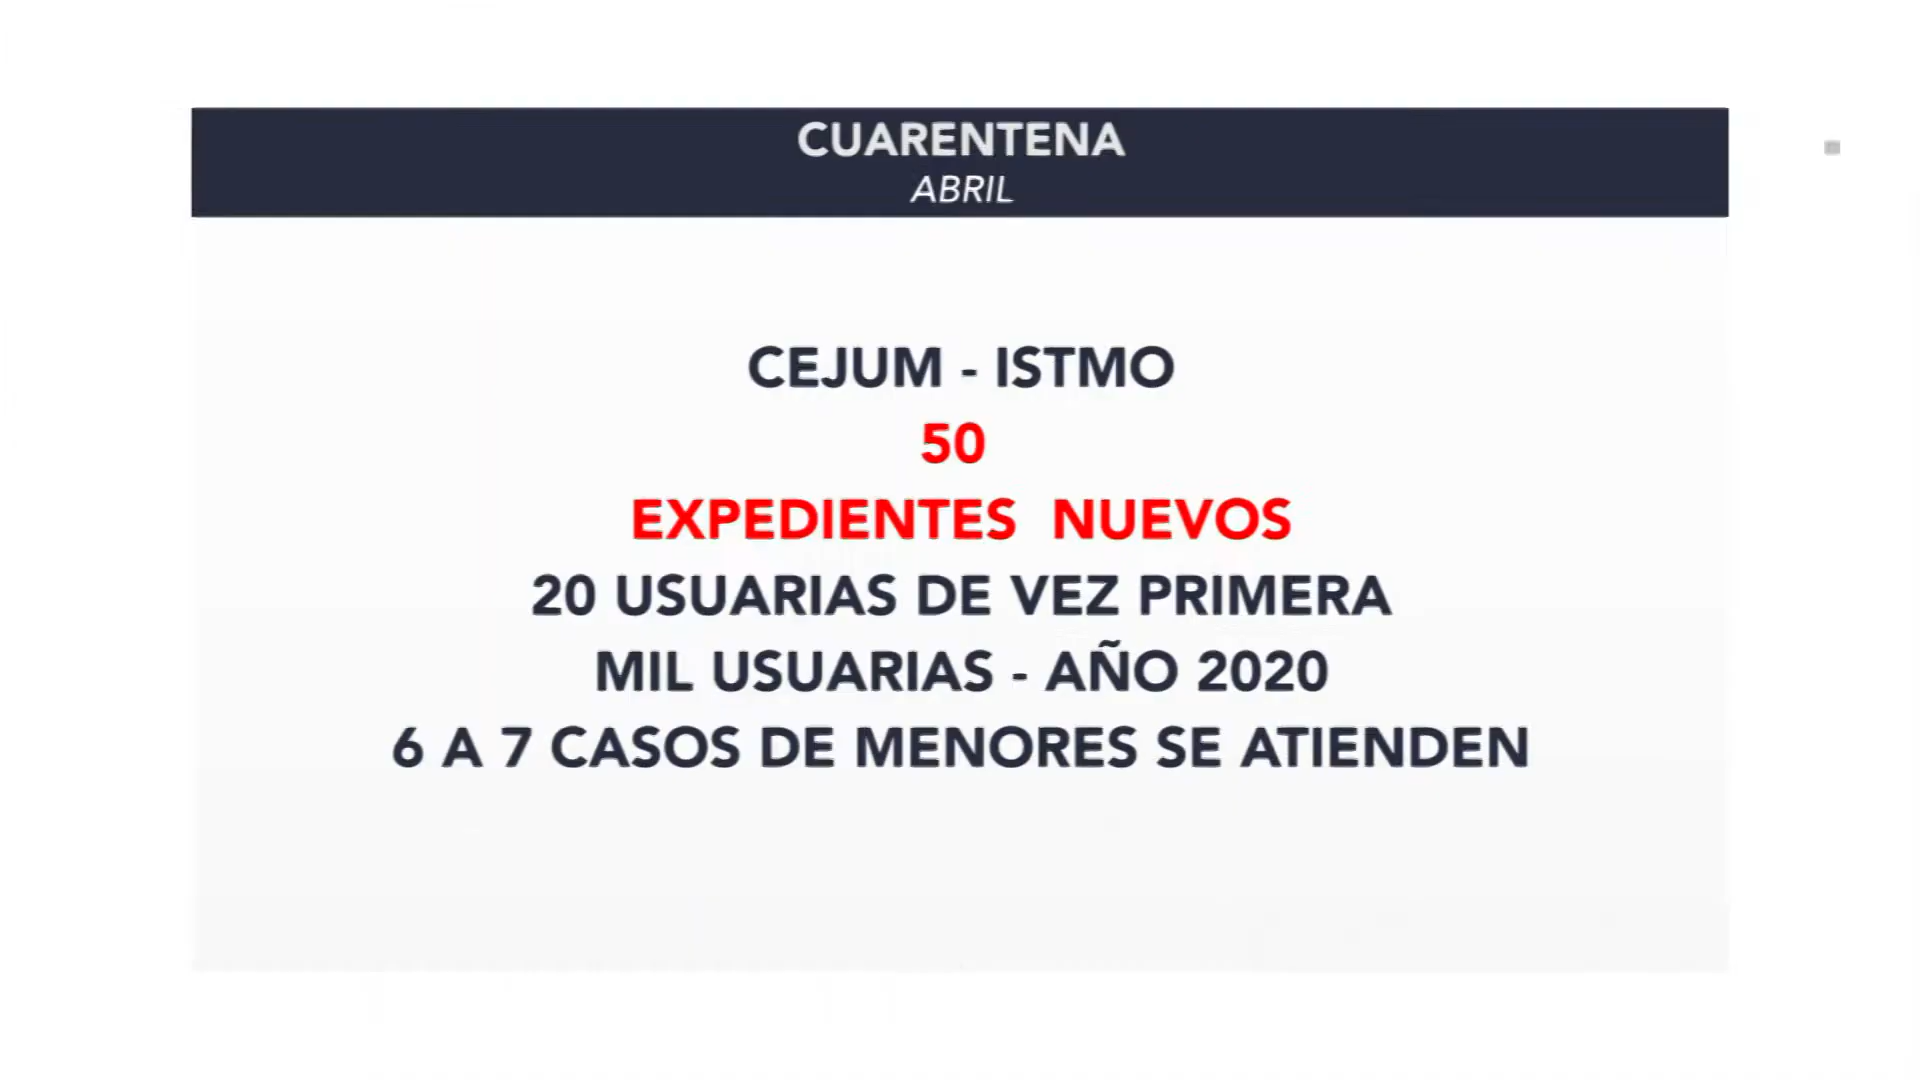 CUARENTENA
ABRIL
CEJUM - ISTMO
50
EXPEDIENTES NUEVOS
20 USUARIAS DE VEZ PRIMERA
MIL USUARIAS - AÑO 2020
6 A 7 CASOS DE MENORES SE ATIENDEN